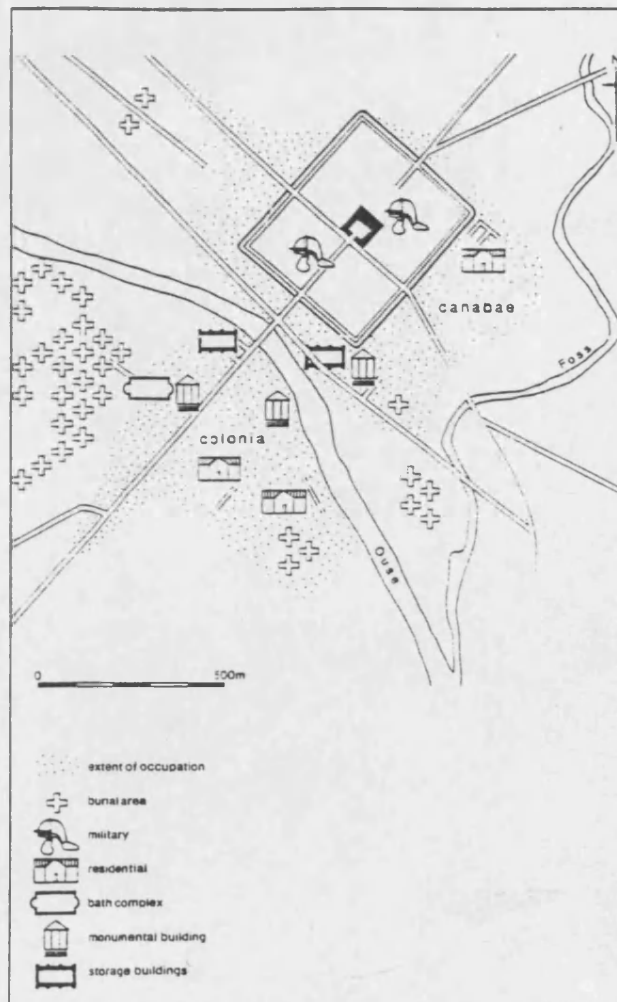 N
canabae
Foss
colonia
Ouse
0 500m
extent of occupation
burial area
military
residential
bath complex
monumental building
storage buildings